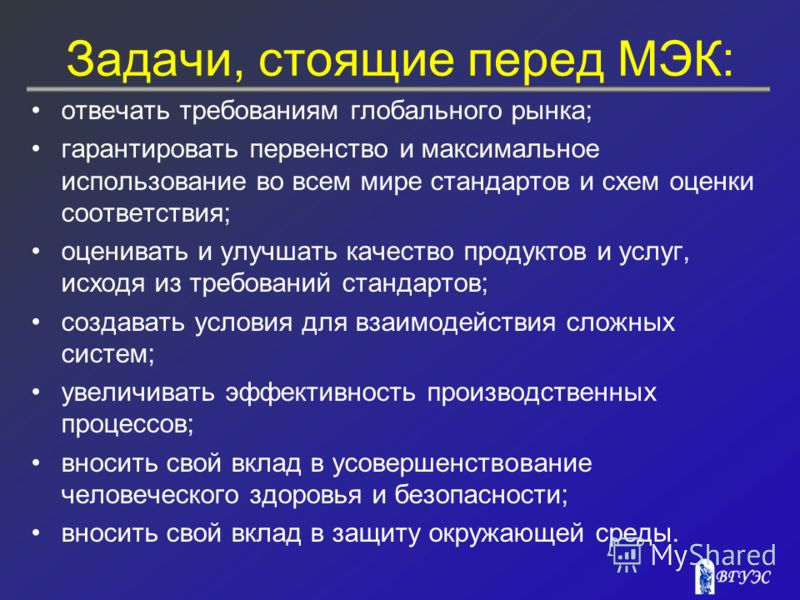 Задачи, стоящие перед МЭК:
• отвечать требованиям глобального рынка;
• гарантировать первенство и максимальное
использование во всем мире стандартов и схем оценки
соответствия;
• оценивать и улучшать качество продуктов и услуг,
исходя из требований стандартов;
• создавать условия для взаимодействия сложных
систем;
• увеличивать эффективность производственных
процессов;
• вносить свой вклад в усовершенствование
человеческого здоровья и безопасности;
• вносить свой вклад в защиту окружающей среды.
MyShared
ВГУЭС